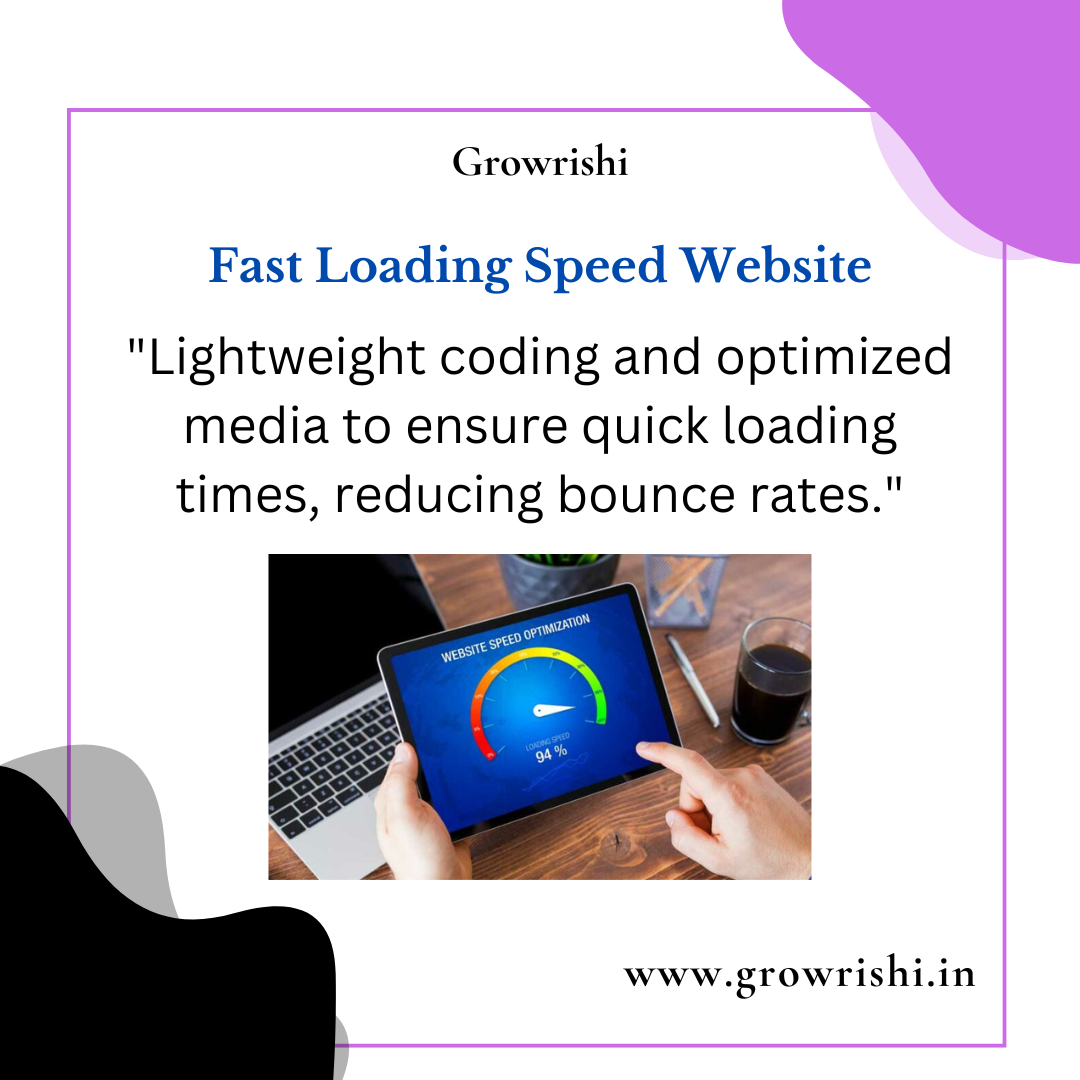 Growrishi
Fast Loading Speed Website
"Lightweight coding and optimized
media to ensure quick loading
times, reducing bounce rates."
WEBSITE SPEED OPTIMIZATION
LOADING SPEED
94 %
www.growrishi.in